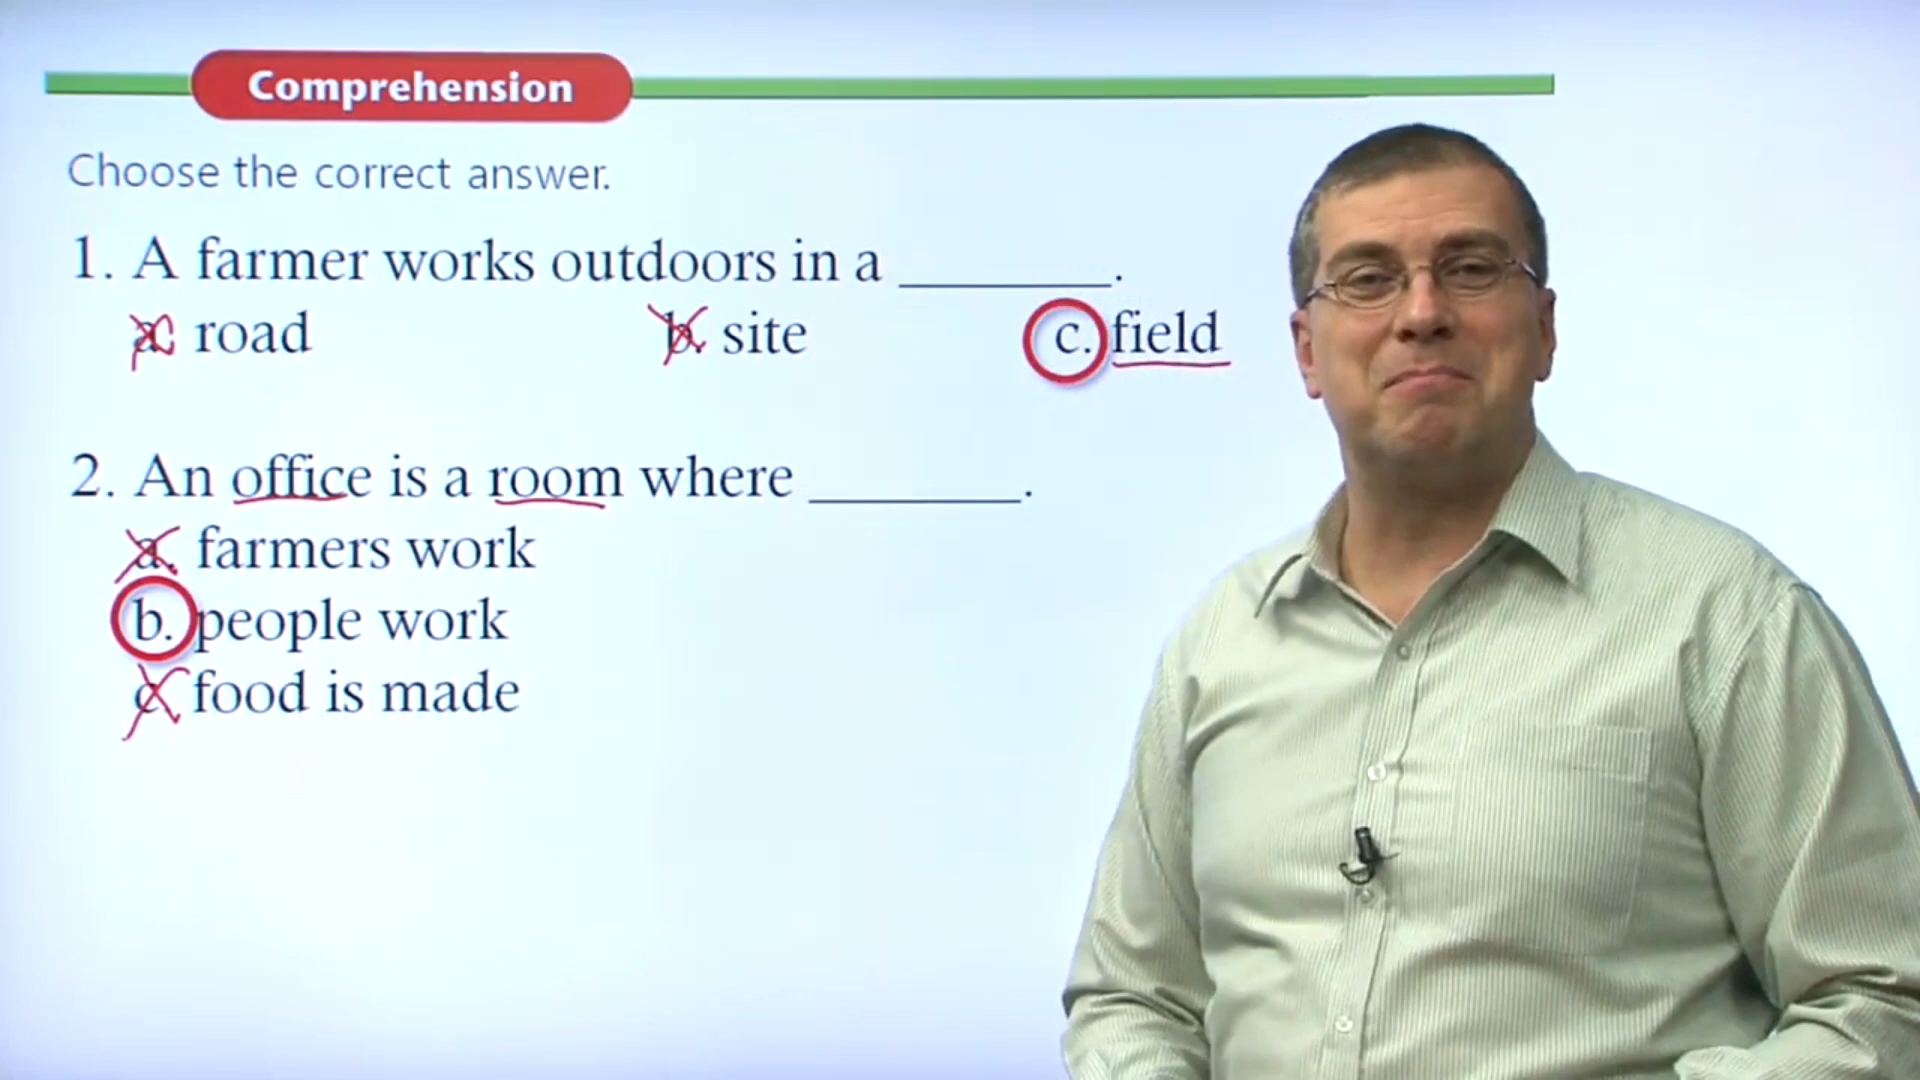 Comprehension
Choose the correct answer.
1. A farmer works outdoors in a ________.
a. road b. site c. field
2. An office is a room where ________.
a. farmers work
b. people work
c. food is made